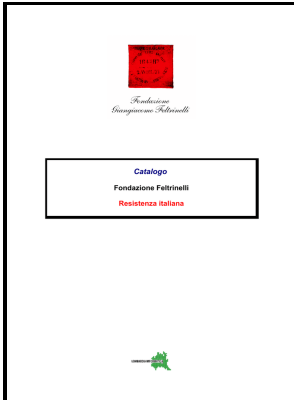 Fondazione
Giangiacomo Feltrinelli
Catalogo
Fondazione Feltrinelli
Resistenza italiana